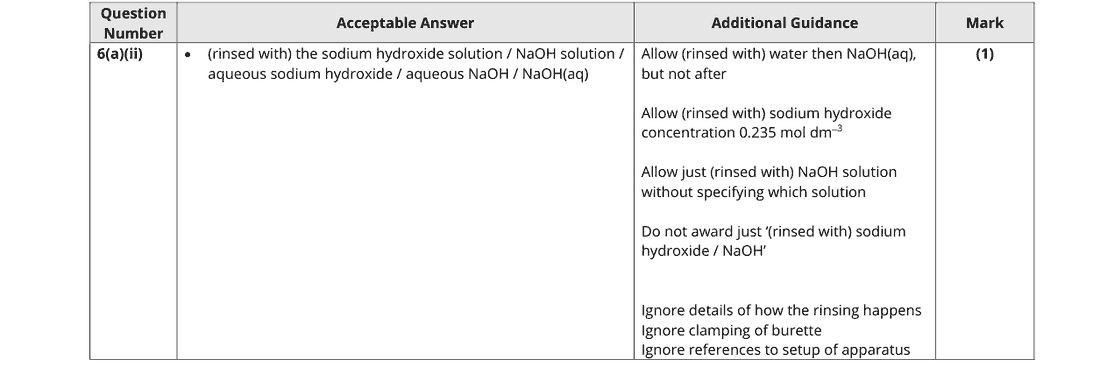 Question
Number
Acceptable Answer
Additional Guidance
Mark
6(a)(ii)
• (rinsed with) the sodium hydroxide solution / NaOH solution /
aqueous sodium hydroxide / aqueous NaOH / NaOH(aq)
Allow (rinsed with) water then NaOH(aq),
but not after
Allow (rinsed with) sodium hydroxide
concentration 0.235 mol dm⁻³
Allow just (rinsed with) NaOH solution
without specifying which solution
Do not award just ‘(rinsed with) sodium
hydroxide / NaOH’
Ignore details of how the rinsing happens
Ignore clamping of burette
Ignore references to setup of apparatus
(1)